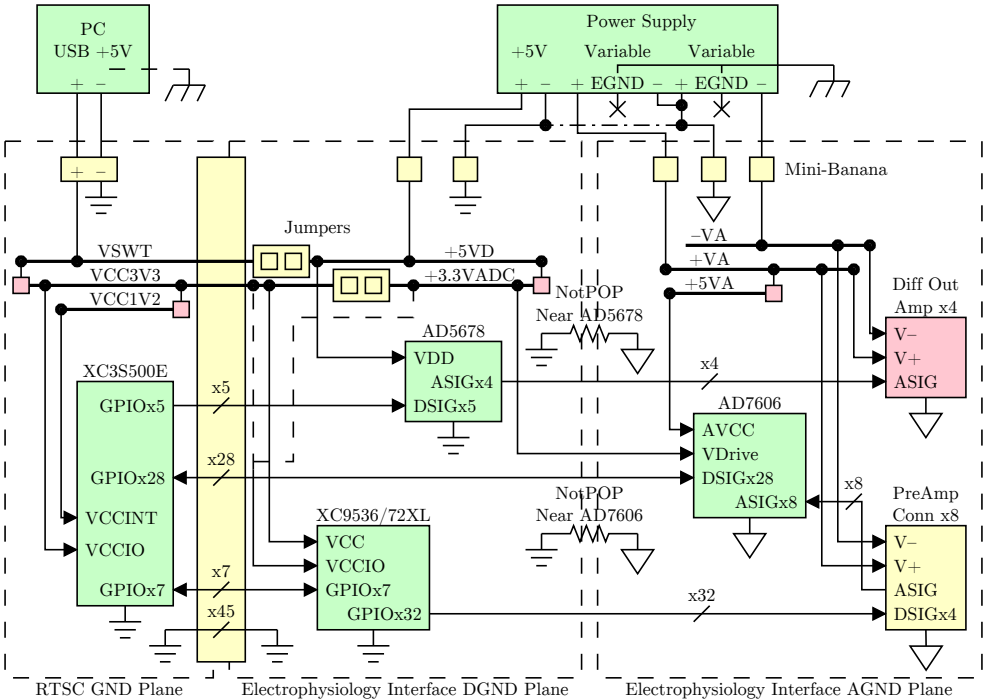 PC
USB +5V
+ −
Power Supply
+5V Variable Variable
+ − + EGND − + EGND −
+ −
Mini-Banana
Jumpers
VSWT
+5VD
VCC3V3
+3.3VADC
VCC1V2
−VA
+VA
+5VA
NotPOP
Near AD5678
Diff Out
Amp x4
V−
V+
ASIG
AD5678
VDD
ASIGx4
DSIGx5
x4
XC3S500E
GPIOx5
GPIOx28
VCCINT
VCCIO
GPIOx7
x5
x28
x7
x45
AD7606
AVCC
VDrive
DSIGx28
ASIGx8
x8
NotPOP
Near AD7606
PreAmp
Conn x8
V−
V+
ASIG
DSIGx4
XC9536/72XL
VCC
VCCIO
GPIOx7
GPIOx32
x32
RTSC GND Plane
Electrophysiology Interface DGND Plane
Electrophysiology Interface AGND Plane